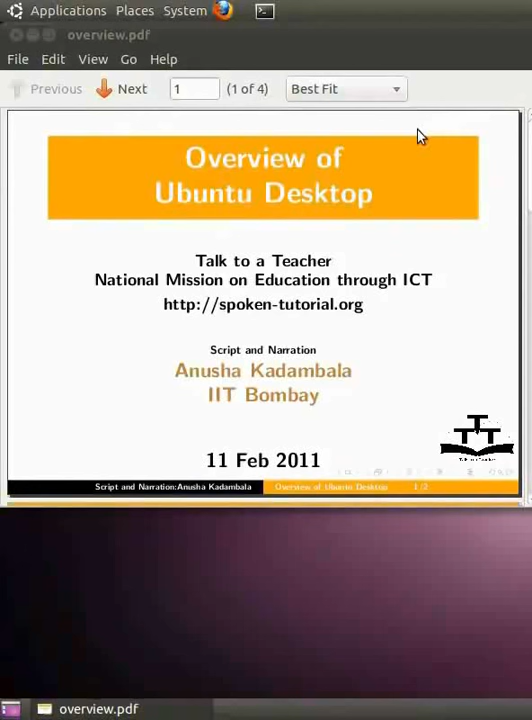 Applications Places System
overview.pdf
File Edit View Go Help
Previous Next 1 (1 of 4) Best Fit
Overview of
Ubuntu Desktop
Talk to a Teacher
National Mission on Education through ICT
http://spoken-tutorial.org
Script and Narration
Anusha Kadambala
IIT Bombay
11 Feb 2011
Script and Narration:Anusha Kadambala Overview of Ubuntu Desktop 1/2
overview.pdf